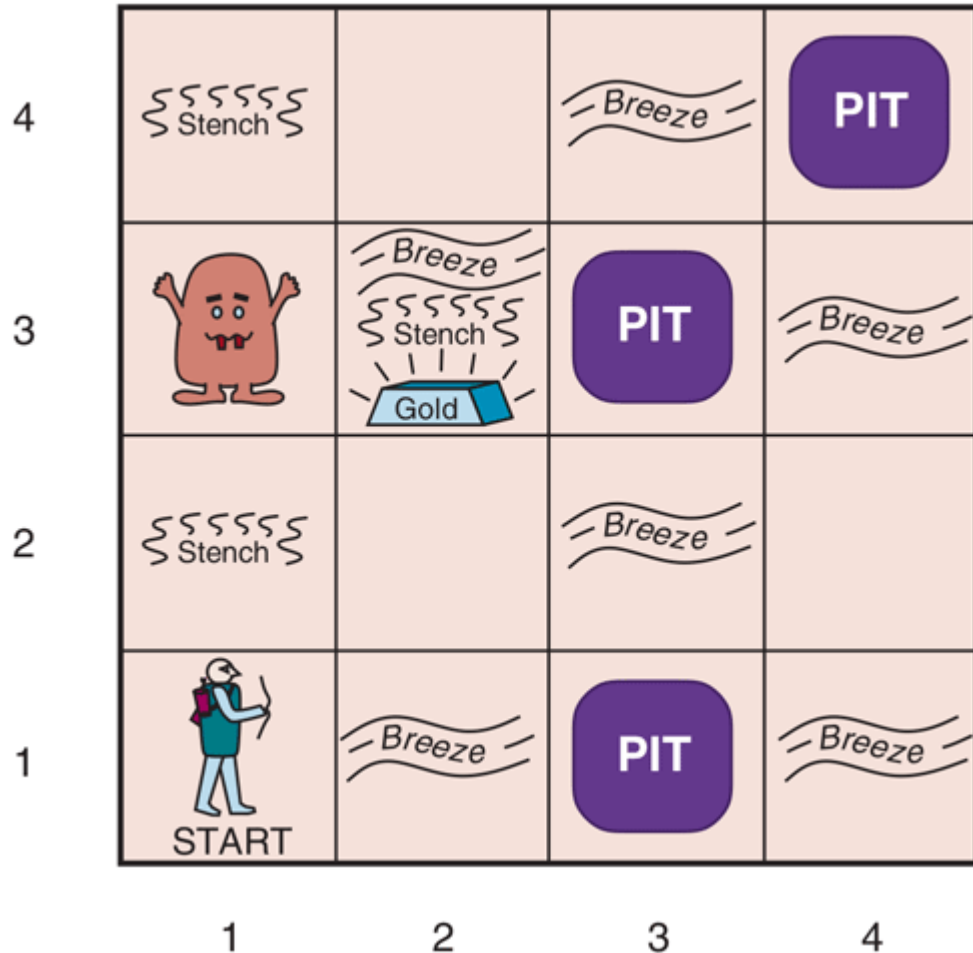 4
Stench
Breeze
PIT
3
Breeze
Stench
Gold
PIT
Breeze
2
Stench
Breeze
1
START
Breeze
PIT
Breeze
1 2 3 4